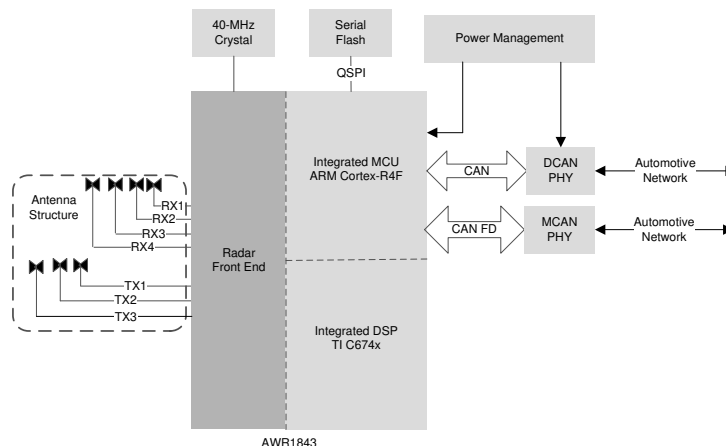 40-MHz
Crystal
Serial
Flash
Power Management
QSPI
Integrated MCU
ARM Cortex-R4F
CAN
DCAN
PHY
Automotive
Network
Antenna
Structure
RX1
RX2
RX3
RX4
Radar
Front End
CAN FD
MCAN
PHY
Automotive
Network
TX1
TX2
TX3
Integrated DSP
TI C674x
AWR1843